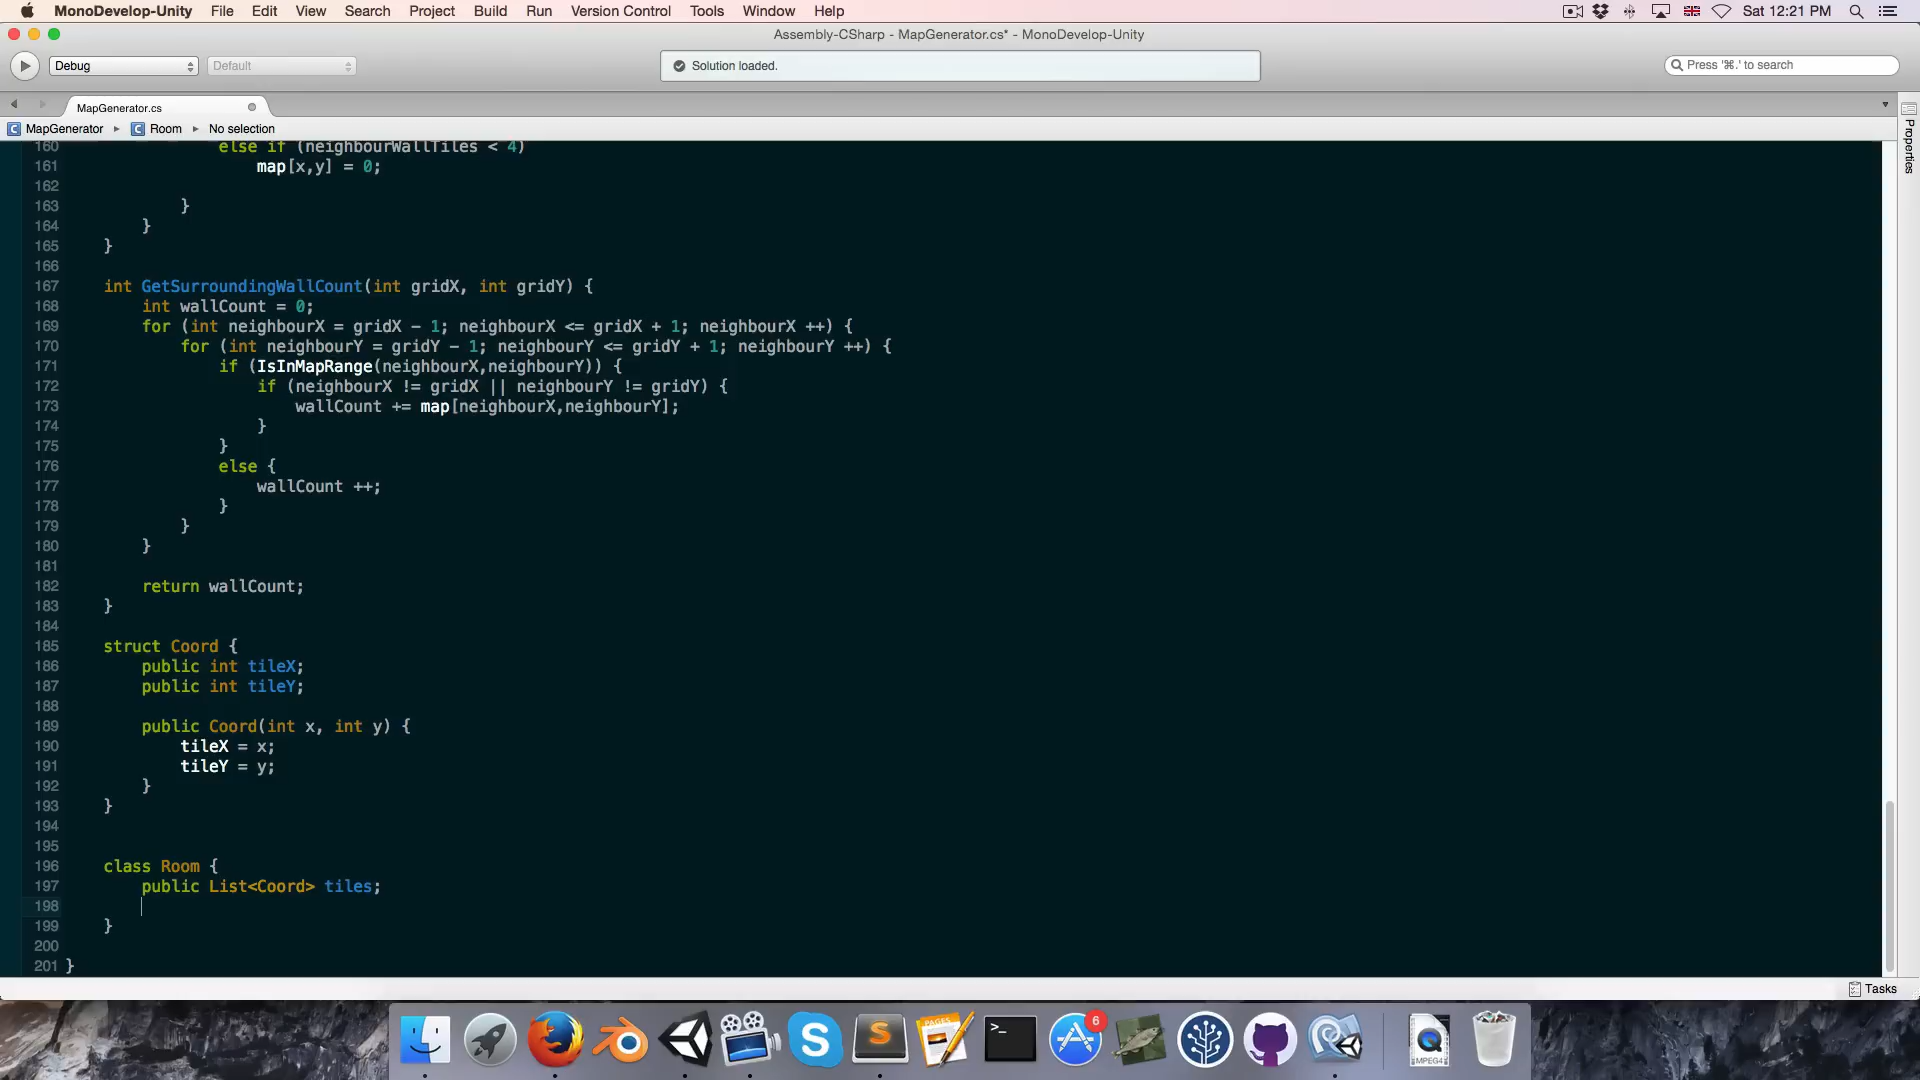 MonoDevelop-Unity File Edit View Search Project Build Run Version Control Tools Window Help Sat 12:21 PM
Assembly-CSharp - MapGenerator.cs* - MonoDevelop-Unity
Debug Default Solution loaded. Press '⌘.' to search
MapGenerator.cs
MapGenerator ▸ Room ▸ No selection
Properties
160 else if (neighbourWallTiles < 4)
161 map[x,y] = 0;
162
163 }
164 }
165 }
166
167 int GetSurroundingWallCount(int gridX, int gridY) {
168 int wallCount = 0;
169 for (int neighbourX = gridX - 1; neighbourX <= gridX + 1; neighbourX ++) {
170 for (int neighbourY = gridY - 1; neighbourY <= gridY + 1; neighbourY ++) {
171 if (IsInMapRange(neighbourX,neighbourY)) {
172 if (neighbourX != gridX || neighbourY != gridY) {
173 wallCount += map[neighbourX,neighbourY];
174 }
175 }
176 else {
177 wallCount ++;
178 }
179 }
180 }
181
182 return wallCount;
183 }
184
185 struct Coord {
186 public int tileX;
187 public int tileY;
188
189 public Coord(int x, int y) {
190 tileX = x;
191 tileY = y;
192 }
193 }
194
195
196 class Room {
197 public List<Coord> tiles;
198
199 }
200
201 }
Tasks
6
PAGES
MPEG4